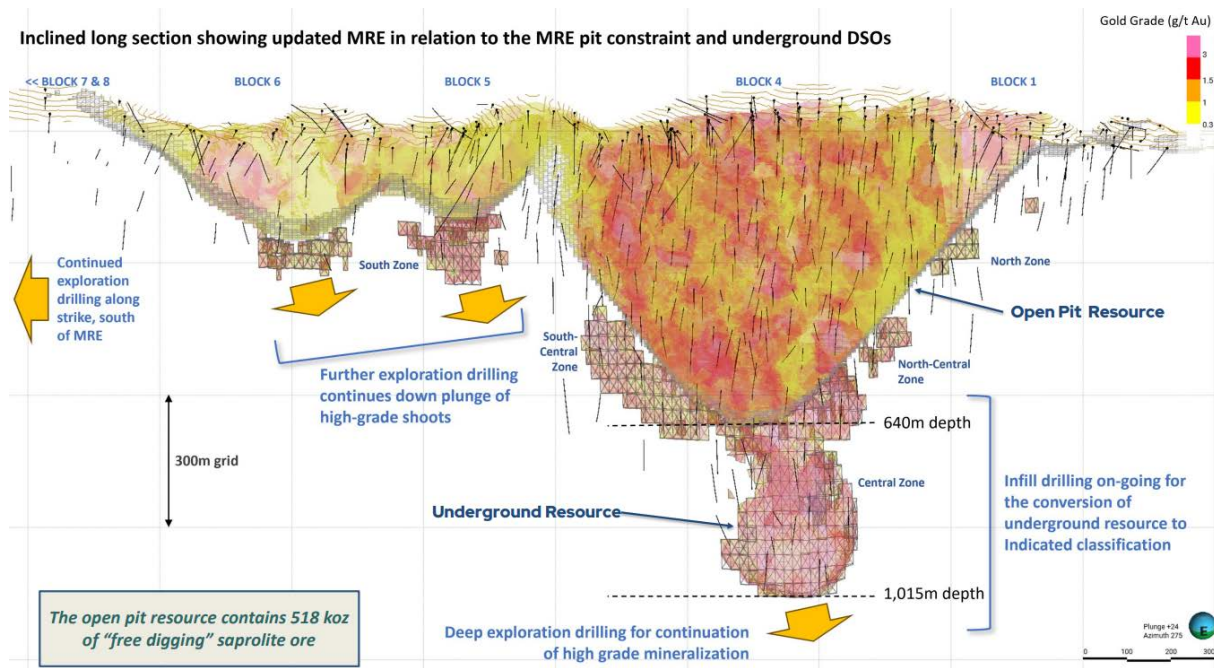 Inclined long section showing updated MRE in relation to the MRE pit constraint and underground DSOs
Gold Grade (g/t Au)
3
1.5
1
0.3
<< BLOCK 7 & 8
BLOCK 6
BLOCK 5
BLOCK 4
BLOCK 1
Continued
exploration
drilling along
strike, south
of MRE
South Zone
North Zone
Open Pit Resource
South-
Central
Zone
North-Central
Zone
Further exploration drilling
continues down plunge of
high-grade shoots
640m depth
300m grid
Central Zone
Underground Resource
Infill drilling on-going for
the conversion of
underground resource to
Indicated classification
1,015m depth
The open pit resource contains 518 koz
of “free digging” saprolite ore
Deep exploration drilling for continuation
of high grade mineralization
Plunge +24
Azimuth 275
E
0 100 200 300